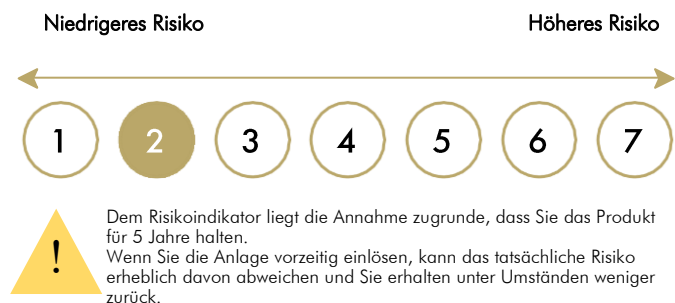 Niedrigeres Risiko Höheres Risiko
1 2 3 4 5 6 7
! Dem Risikoindikator liegt die Annahme zugrunde, dass Sie das Produkt
für 5 Jahre halten.
Wenn Sie die Anlage vorzeitig einlösen, kann das tatsächliche Risiko
erheblich davon abweichen und Sie erhalten unter Umständen weniger
zurück.